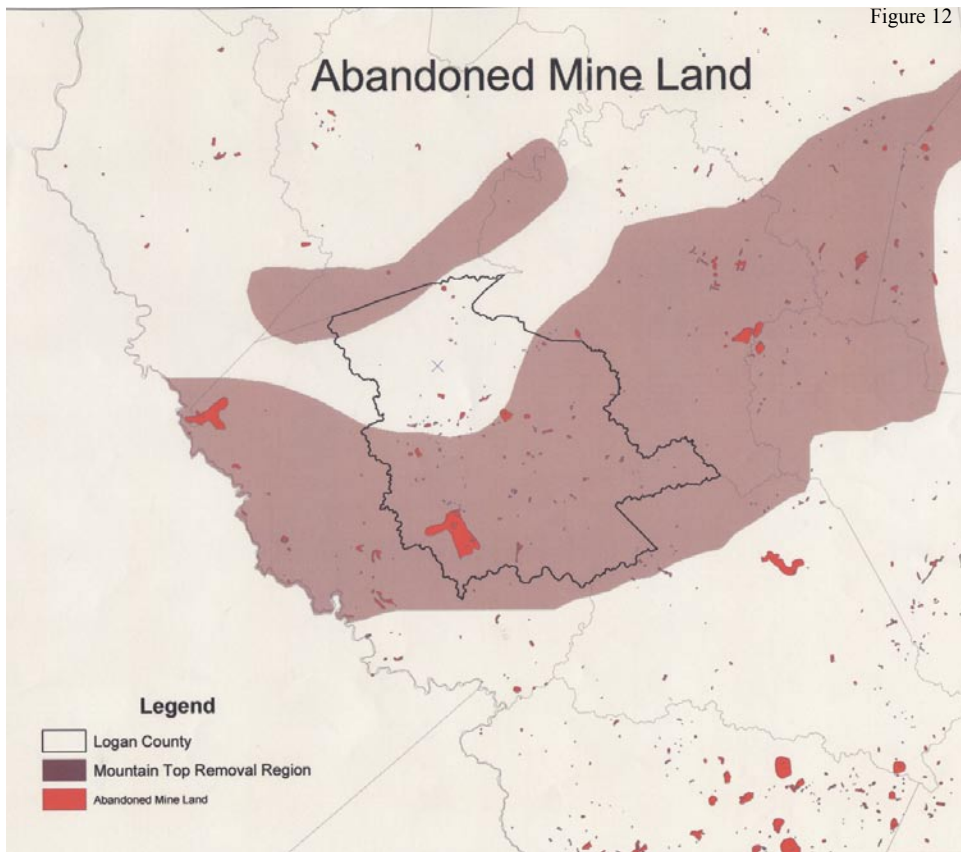 Figure 12
Abandoned Mine Land
Legend
Logan County
Mountain Top Removal Region
Abandoned Mine Land